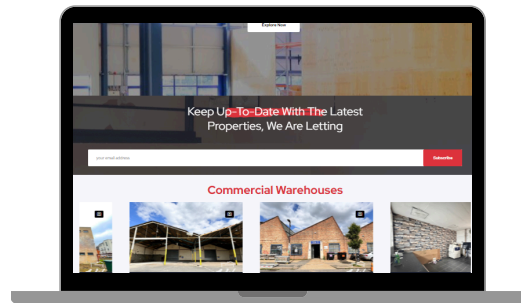 Explore Now
Keep Up-To-Date With The Latest
Properties, We Are Letting
your email address
Subscribe
Commercial Warehouses